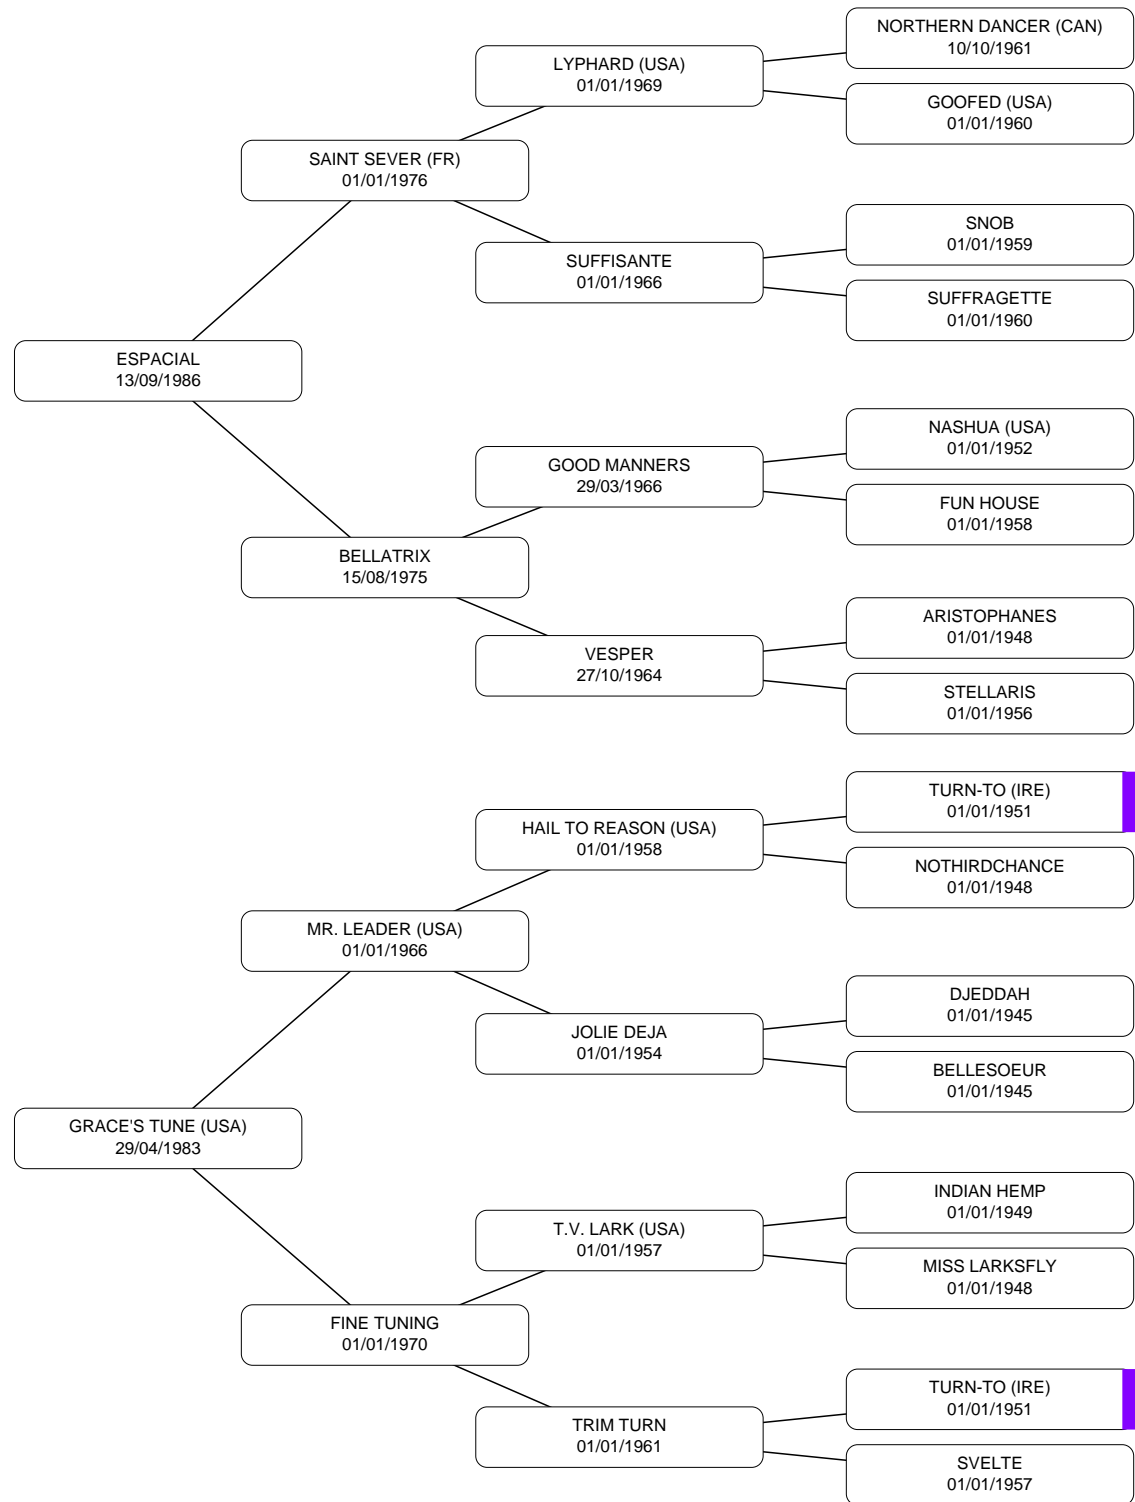 NORTHERN DANCER (CAN)
10/10/1961
LYPHARD (USA)
01/01/1969
GOOFED (USA)
01/01/1960
SAINT SEVER (FR)
01/01/1976
SNOB
01/01/1959
SUFFISANTE
01/01/1966
SUFFRAGETTE
01/01/1960
ESPACIAL
13/09/1986
NASHUA (USA)
01/01/1952
GOOD MANNERS
29/03/1966
FUN HOUSE
01/01/1958
BELLATRIX
15/08/1975
ARISTOPHANES
01/01/1948
VESPER
27/10/1964
STELLARIS
01/01/1956
TURN-TO (IRE)
01/01/1951
HAIL TO REASON (USA)
01/01/1958
NOTHIRDCHANCE
01/01/1948
MR. LEADER (USA)
01/01/1966
DJEDDAH
01/01/1945
JOLIE DEJA
01/01/1954
BELLESOEUR
01/01/1945
GRACE'S TUNE (USA)
29/04/1983
INDIAN HEMP
01/01/1949
T.V. LARK (USA)
01/01/1957
MISS LARKSFLY
01/01/1948
FINE TUNING
01/01/1970
TURN-TO (IRE)
01/01/1951
TRIM TURN
01/01/1961
SVELTE
01/01/1957